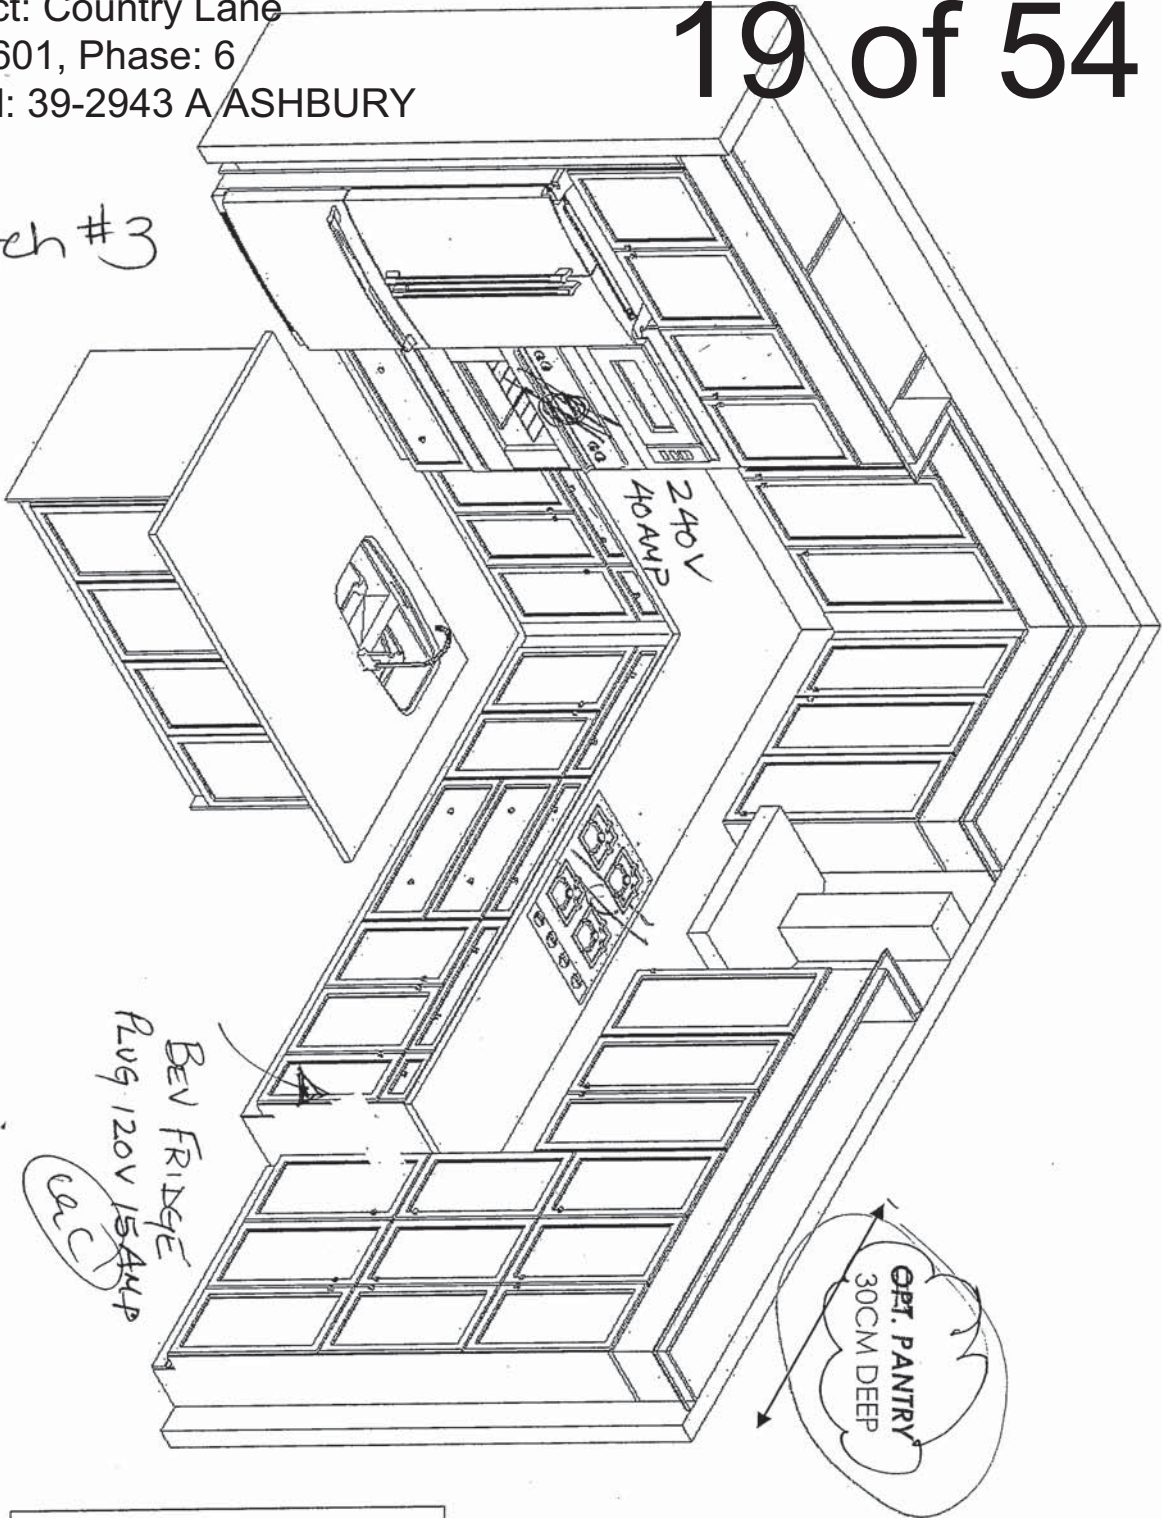 ct: Country Lane
601, Phase: 6
l: 39-2943 A ASHBURY
19 of 54
ch #3
240V
40AMP
BEV FRIDGE
PLUG 120V 15AMP
OPT. PANTRY
30CM DEEP